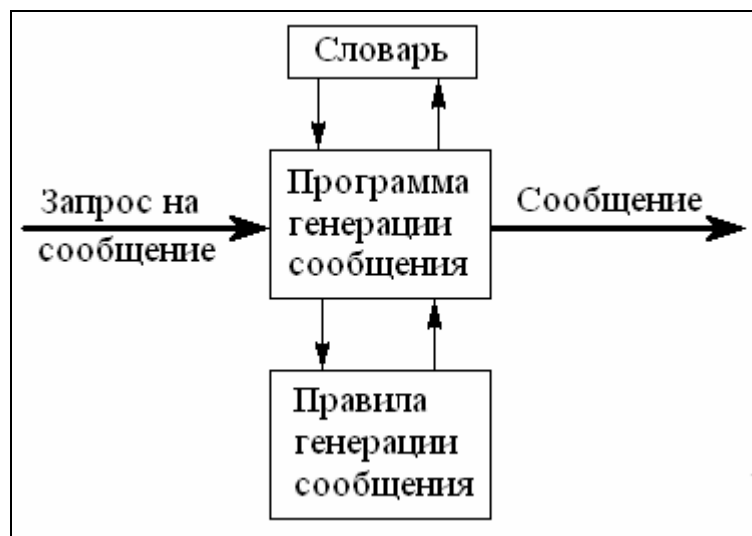 Словарь
Запрос на
сообщение
Программа
генерации
сообщения
Сообщение
Правила
генерации
сообщения